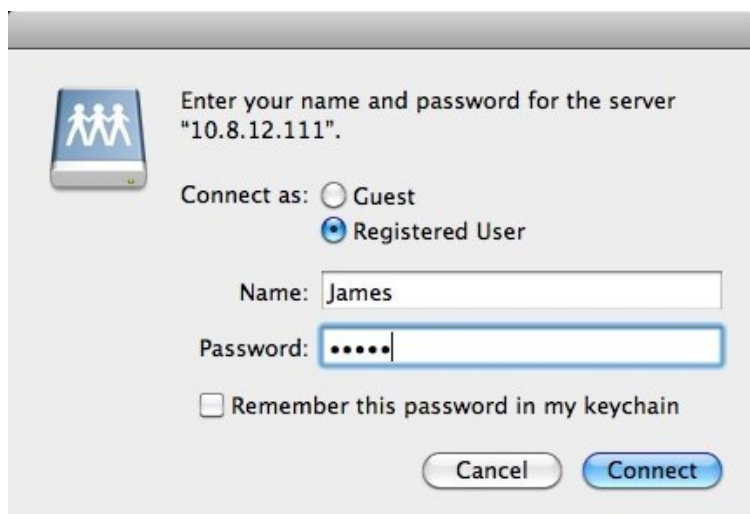 Enter your name and password for the server
“10.8.12.111”.
Connect as: Guest
Registered User
Name: James
Password: •••••
Remember this password in my keychain
Cancel Connect